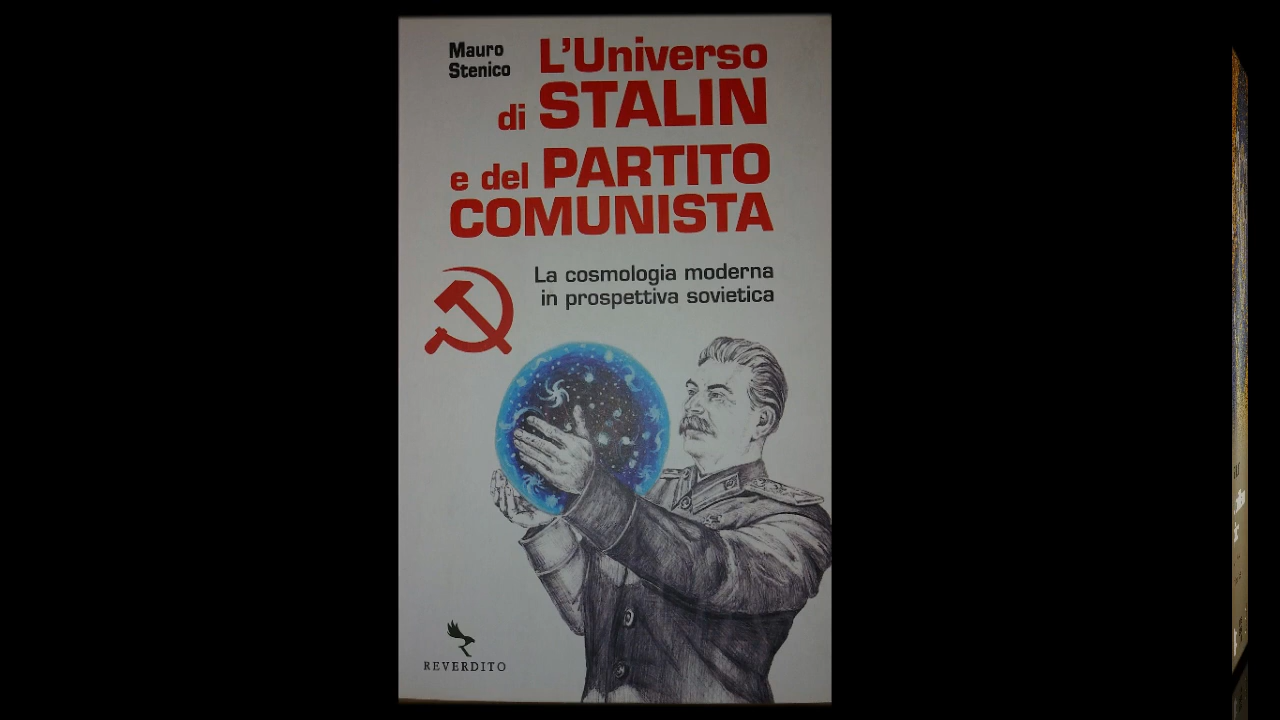 Mauro
Stenico
L'Universo
di STALIN
e del PARTITO
COMUNISTA
La cosmologia moderna
in prospettiva sovietica
REVERDITO